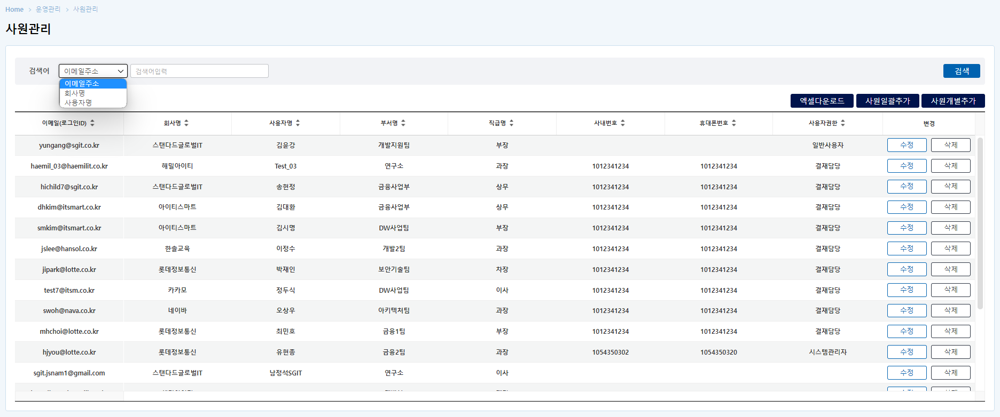 Home > 운영관리 > 사원관리
사원관리
검색어 이메일주소 검색어입력 검색
이메일주소
회사명
사용자명
엑셀다운로드 사원일괄추가 사원개별추가
이메일(로그인ID) 회사명 사용자명 부서명 직급명 사내번호 휴대폰번호 사용자권한 변경
yungang@sgit.co.kr 스탠다드글로벌IT 김윤강 개발지원팀 부장 일반사용자 수정 삭제
haemil_03@haemilit.co.kr 해밀아이티 Test_03 연구소 과장 1012341234 1012341234 결재담당 수정 삭제
hichild7@sgit.co.kr 스탠다드글로벌IT 송현정 금융사업부 상무 1012341234 1012341234 결재담당 수정 삭제
dhkim@itsmart.co.kr 아이티스마트 김대환 금융사업부 상무 1012341234 1012341234 결재담당 수정 삭제
smkim@itsmart.co.kr 아이티스마트 김시명 DW사업팀 부장 1012341234 1012341234 결재담당 수정 삭제
jslee@hansol.co.kr 한솔교육 이정수 개발2팀 과장 1012341234 1012341234 결재담당 수정 삭제
jipark@lotte.co.kr 롯데정보통신 박재인 보안기술팀 차장 1012341234 1012341234 결재담당 수정 삭제
test7@itsm.co.kr 카카모 정두식 DW사업팀 이사 1012341234 1012341234 결재담당 수정 삭제
swoh@nava.co.kr 네이바 오상우 아키텍처팀 과장 1012341234 1012341234 결재담당 수정 삭제
mhchoi@lotte.co.kr 롯데정보통신 최민호 금융1팀 부장 1012341234 1012341234 결재담당 수정 삭제
hjyou@lotte.co.kr 롯데정보통신 유현종 금융2팀 과장 1054350302 1054350320 시스템관리자 수정 삭제
sgit.jsnam1@gmail.com 스탠다드글로벌IT 남정석SGIT 연구소 이사 수정 삭제